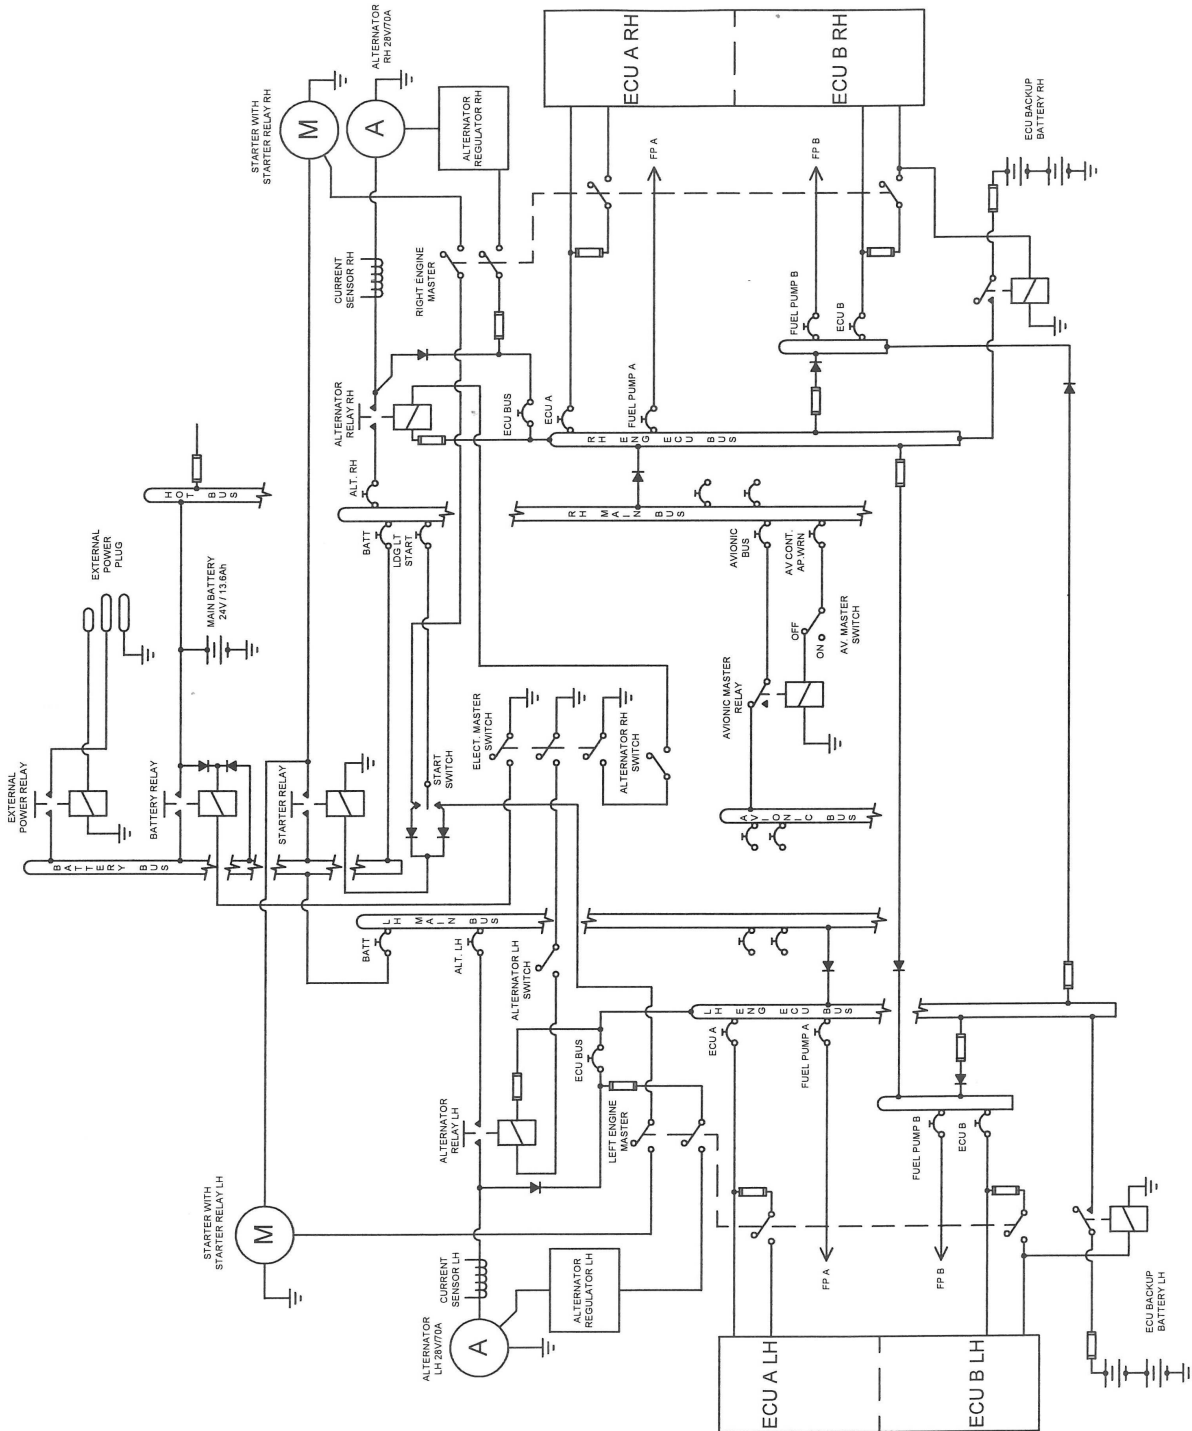 ALTERNATOR
RH 28V/70A
STARTER WITH
STARTER RELAY RH
M
A
ALTERNATOR
REGULATOR RH
ECU A RH
ECU B RH
ECU BACKUP
BATTERY RH
FP A
FP B
CURRENT
SENSOR RH
RIGHT ENGINE
MASTER
FUEL PUMP B
ECU B
ALTERNATOR
RELAY RH
ECU BUS
ECU A
FUEL PUMP A
RH ENG ECU BUS
HOT BUS
ALT. RH
BATT
LDG LT
START
RH MAIN BUS
AVIONIC
BUS
AV CONT.
AP.WRN
EXTERNAL
POWER
PLUG
MAIN BATTERY
24V / 13.6Ah
OFF
ON
AV. MASTER
SWITCH
AVIONIC MASTER
RELAY
ELECT. MASTER
SWITCH
ALTERNATOR RH
SWITCH
START
SWITCH
EXTERNAL
POWER RELAY
BATTERY RELAY
STARTER RELAY
BATTERY BUS
AVIONIC BUS
LH MAIN BUS
BATT
ALT. LH
ALTERNATOR LH
SWITCH
ECU BUS
LH ENG ECU BUS
ECU A
FUEL PUMP A
ALTERNATOR
RELAY LH
LEFT ENGINE
MASTER
FUEL PUMP B
ECU B
STARTER WITH
STARTER RELAY LH
M
CURRENT
SENSOR LH
ALTERNATOR
LH 28V/70A
A
ALTERNATOR
REGULATOR LH
FP A
FP B
ECU A LH
ECU B LH
ECU BACKUP
BATTERY LH